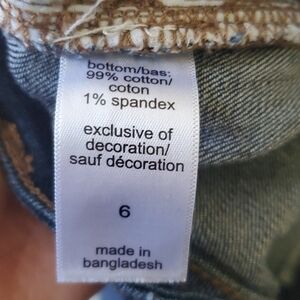 bottom/bas:
99% cotton/
coton
1% spandex
exclusive of
decoration/
sauf décoration
6
made in
bangladesh